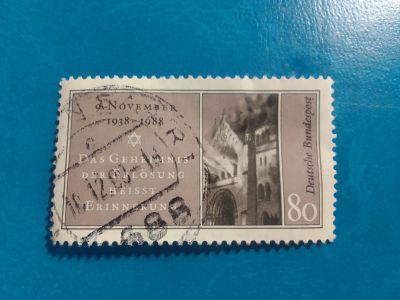 9. NOVEMBER
1938 - 1988
DAS GEHEIMNIS
DER ERLÖSUNG
HEISST
ERINNERUNG
Deutsche Bundespost
80